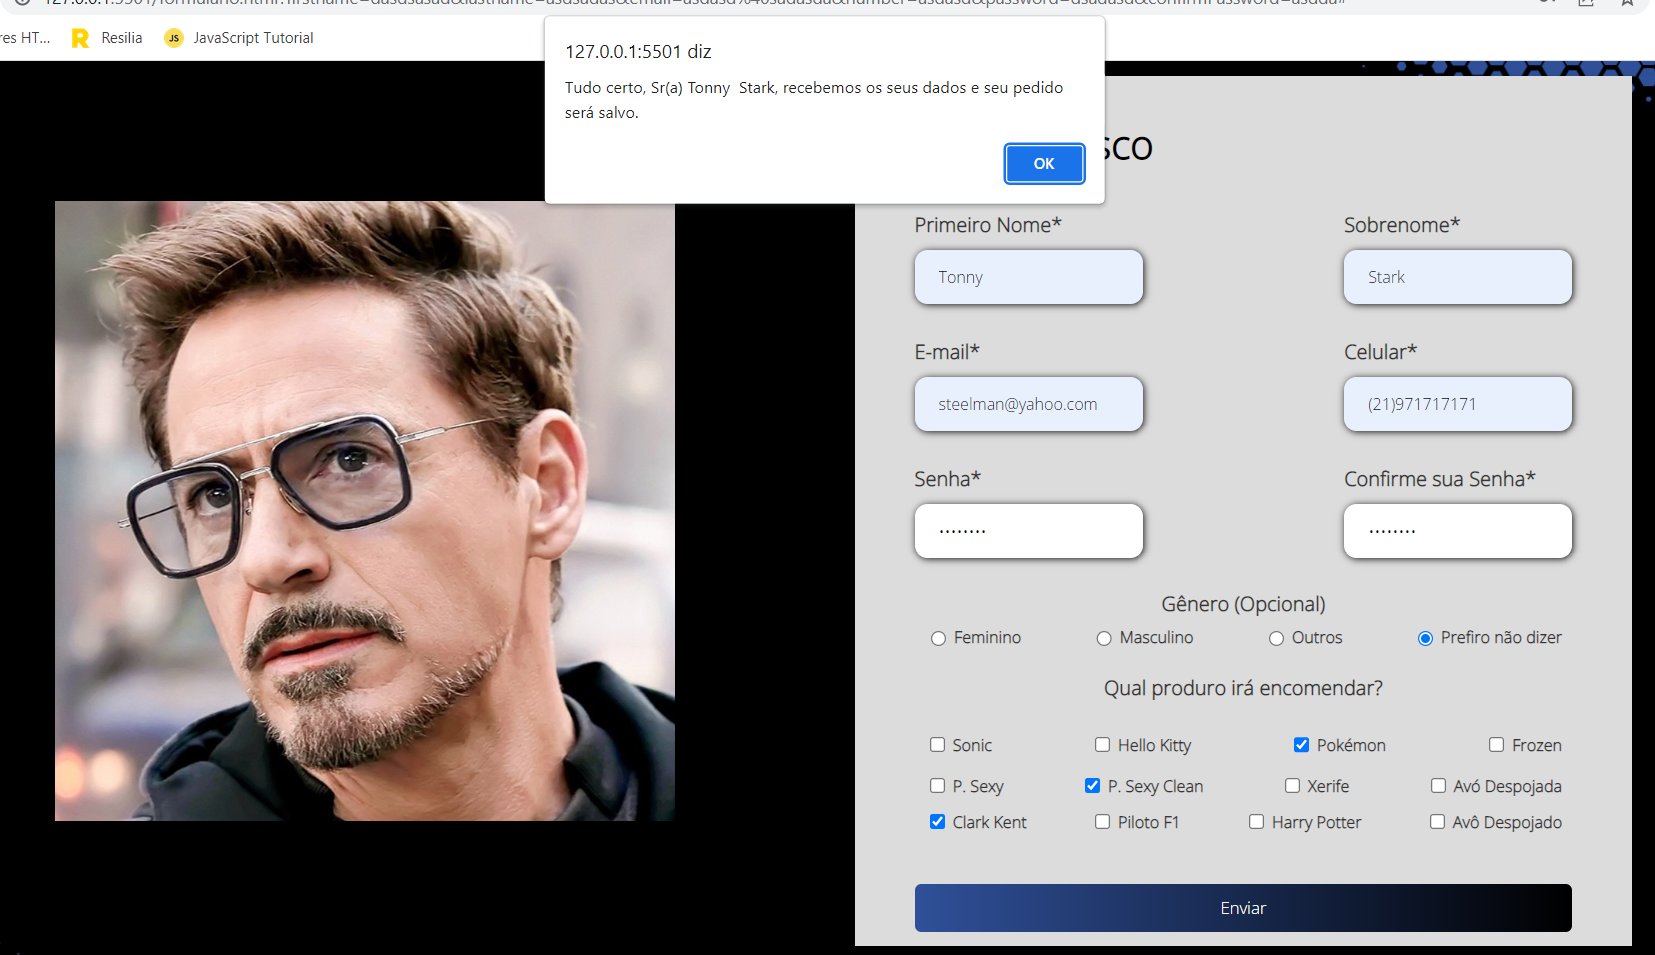 res HT...
Resilia
JS
JavaScript Tutorial
127.0.0.1:5501 diz
Tudo certo, Sr(a) Tonny  Stark, recebemos os seus dados e seu pedido
será salvo.
OK
sco
Primeiro Nome*
Sobrenome*
Tonny
Stark
E-mail*
Celular*
steelman@yahoo.com
(21)971717171
Senha*
Confirme sua Senha*
........
........
Gênero (Opcional)
Feminino
Masculino
Outros
Prefiro não dizer
Qual produro irá encomendar?
Sonic
Hello Kitty
Pokémon
Frozen
P. Sexy
P. Sexy Clean
Xerife
Avó Despojada
Clark Kent
Piloto F1
Harry Potter
Avô Despojado
Enviar